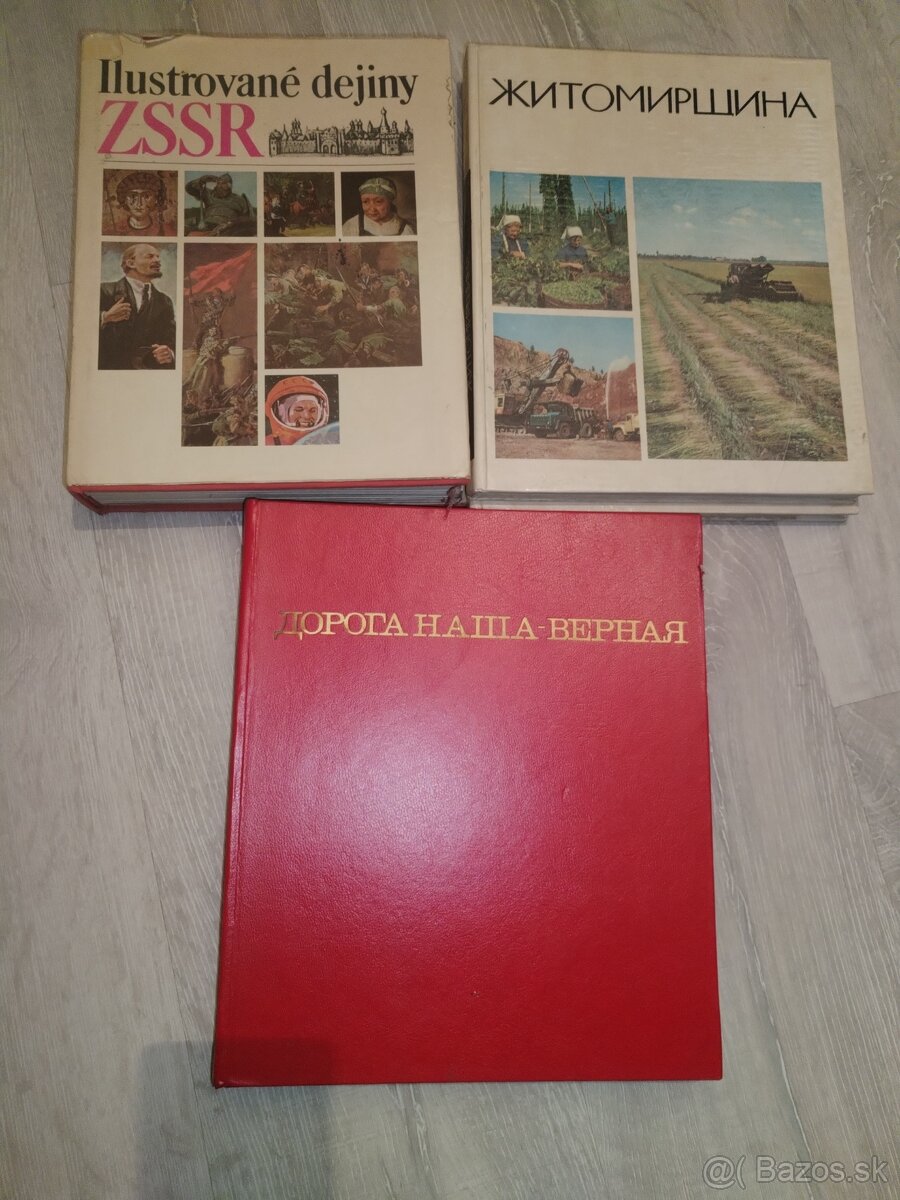 Ilustrované dejiny
ZSSR
ЖИТОМИРЩИНА
ДОРОГА НАША-ВЕРНАЯ
@( Bazos.sk